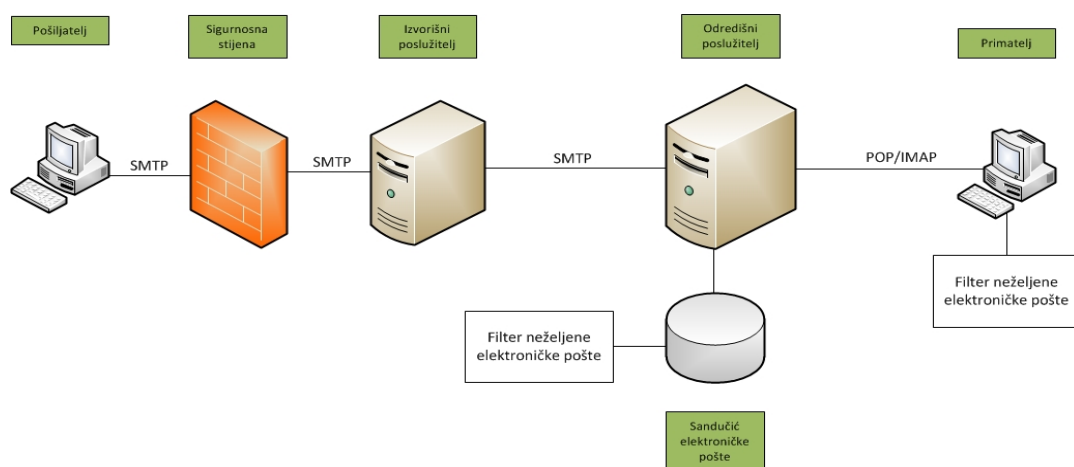 Pošiljatelj
Sigurnosna
stijena
Izvorišni
poslužitelj
Odredišni
poslužitelj
Primatelj
SMTP
SMTP
SMTP
POP/IMAP
Filter neželjene
elektroničke pošte
Filter neželjene
elektroničke pošte
Sandučić
elektroničke
pošte